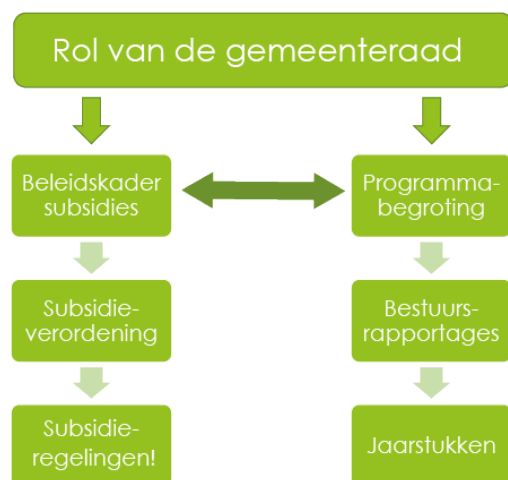 Rol van de gemeenteraad
Beleidskader
subsidies
Programma-
begroting
Subsidie-
verordening
Bestuurs-
rapportages
Subsidie-
regelingen!
Jaarstukken